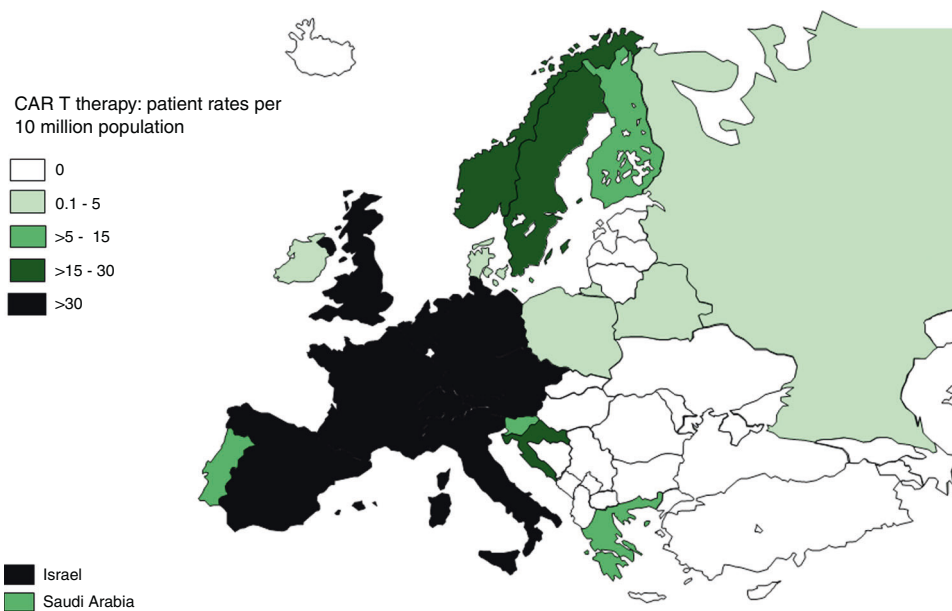 CAR T therapy: patient rates per
10 million population
0
0.1 - 5
>5 - 15
>15 - 30
>30
Israel
Saudi Arabia